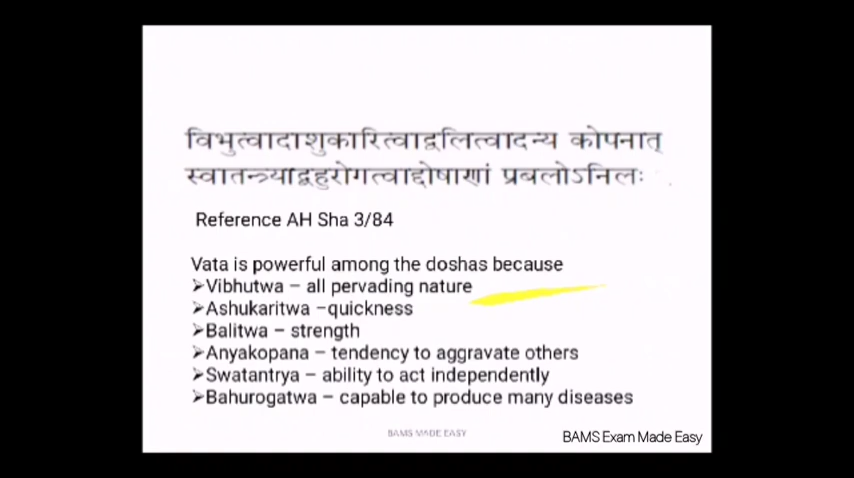 विभुत्वादाशुकारित्वाद्बलित्वादन्य कोपनात्
स्वातन्त्र्याद्बहुरोगत्वाद्दोषाणां प्रबलोऽनिलः
Reference AH Sha 3/84
Vata is powerful among the doshas because
➢Vibhutwa – all pervading nature
➢Ashukaritwa –quickness
➢Balitwa – strength
➢Anyakopana – tendency to aggravate others
➢Swatantrya – ability to act independently
➢Bahurogatwa – capable to produce many diseases
BAMS MADE EASY
BAMS Exam Made Easy